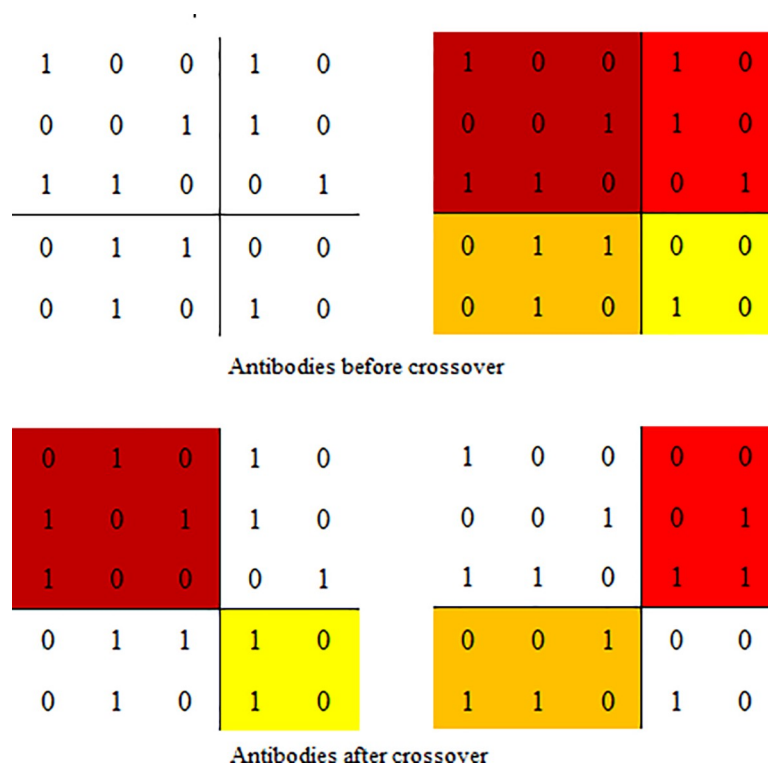 1 0 0 1 0 1 0 0 1 0
0 0 1 1 0 0 0 1 1 0
1 1 0 0 1 1 1 0 0 1
0 1 1 0 0 0 1 1 0 0
0 1 0 1 0 0 1 0 1 0
Antibodies before crossover
0 1 0 1 0 1 0 0 0 0
1 0 1 1 0 0 0 1 0 1
1 0 0 0 1 1 1 0 1 1
0 1 1 1 0 0 0 1 0 0
0 1 0 1 0 1 1 0 1 0
Antibodies after crossover